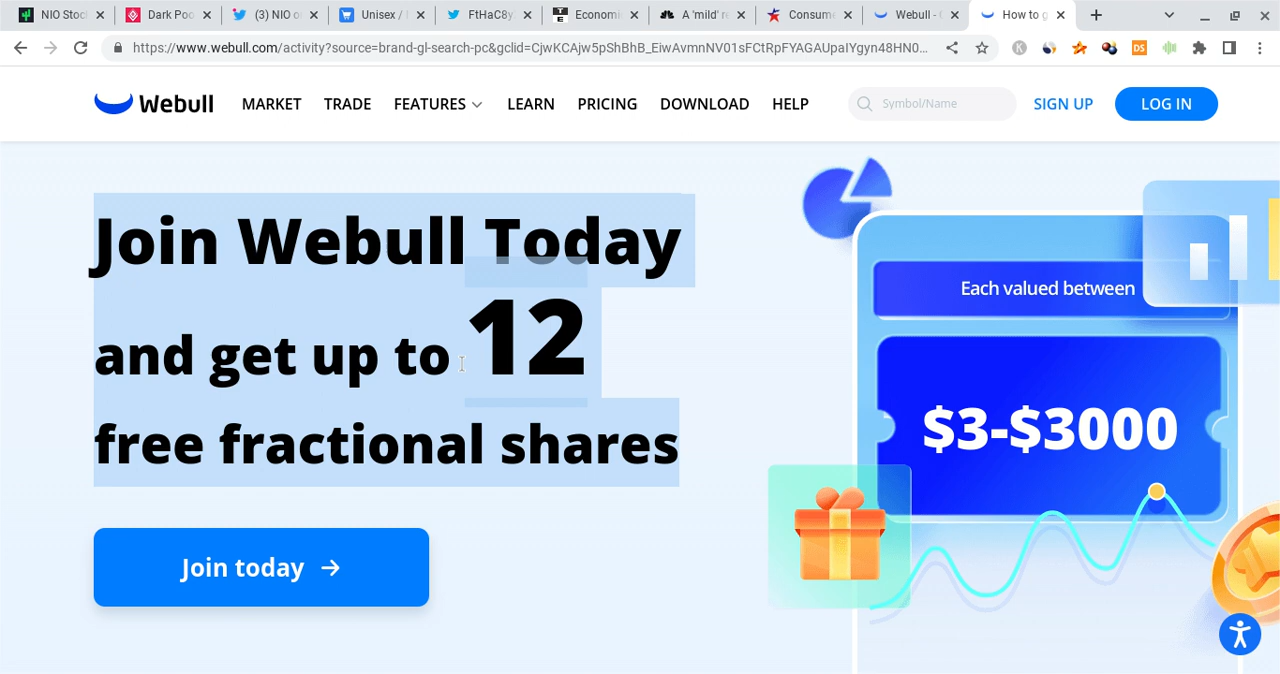 NIO Stoc
Dark Poo
(3) NIO o
Unisex / 
FtHaC8y
Economi
A 'mild' re
Consume
Webull - 
How to g
https://www.webull.com/activity?source=brand-gl-search-pc&gclid=CjwKCAjw5pShBhB_EiwAvmnNV01sFCtRpFYAGAUpaIYgyn48HN0…
Webull
MARKET
TRADE
FEATURES
LEARN
PRICING
DOWNLOAD
HELP
Symbol/Name
SIGN UP
LOG IN
Join Webull Today
and get up to 12
free fractional shares
Join today →
Each valued between
$3-$3000